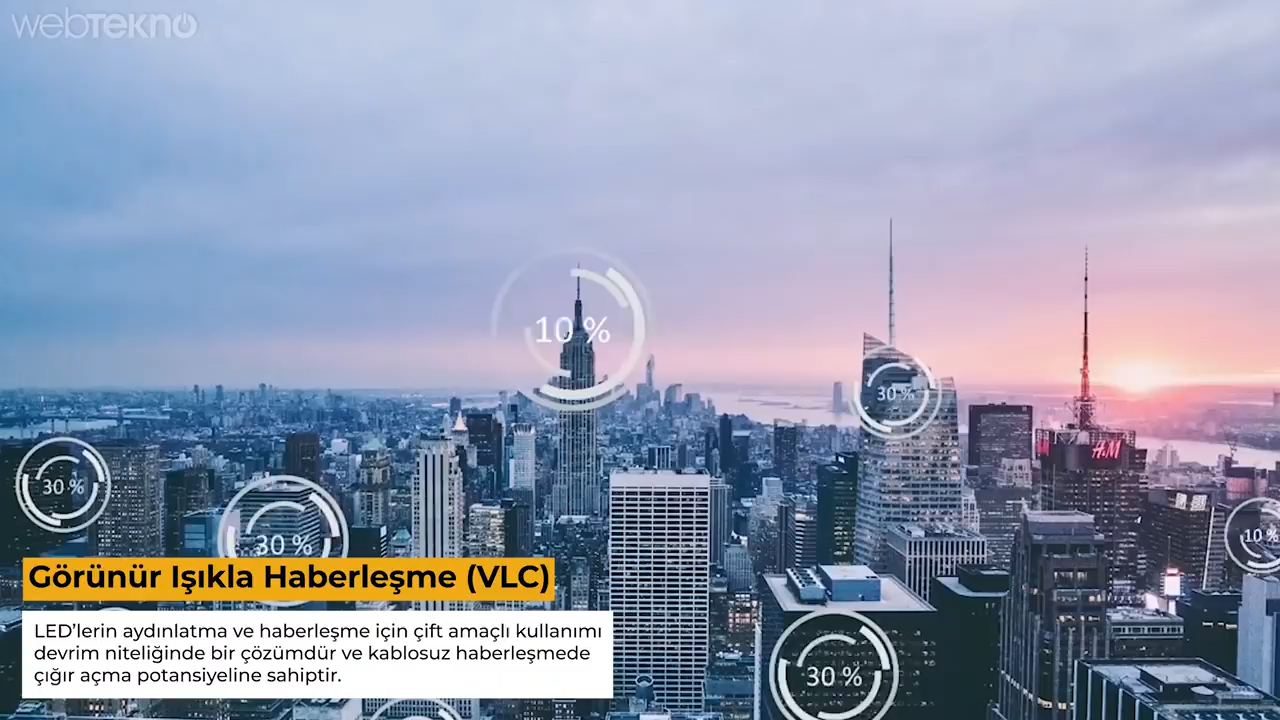 webTEKNO
10 %
30 %
H&M
30 %
30 %
10 %
Görünür Işıkla Haberleşme (VLC)
LED’lerin aydınlatma ve haberleşme için çift amaçlı kullanımı
devrim niteliğinde bir çözümdür ve kablosuz haberleşmede
çığır açma potansiyeline sahiptir.
30 %